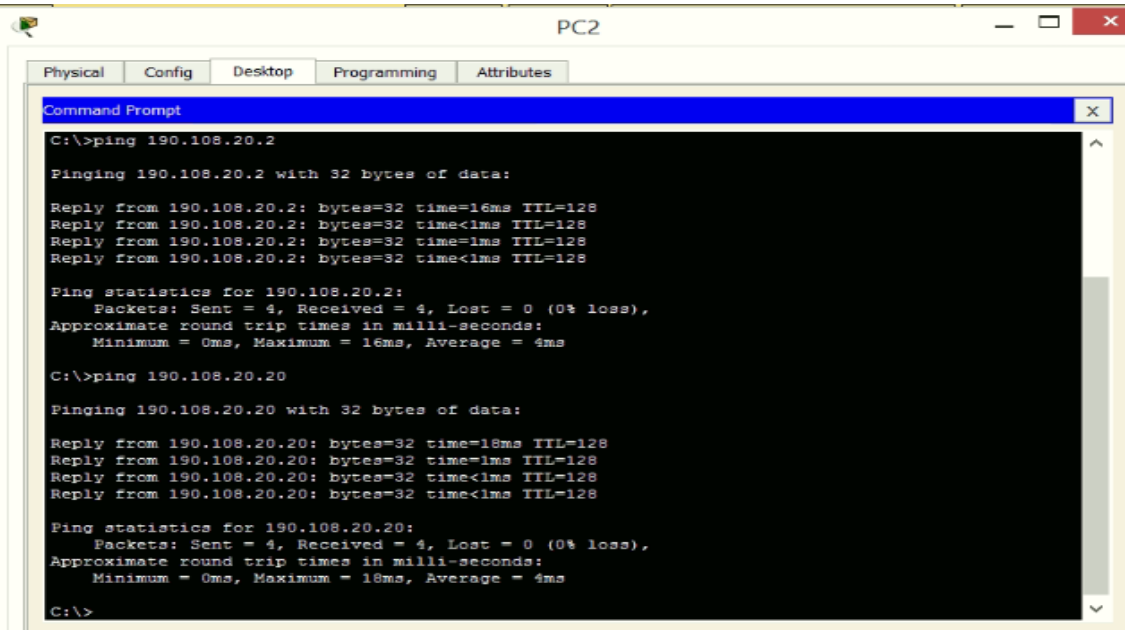 PC2
Physical Config Desktop Programming Attributes
Command Prompt
C:\>ping 190.108.20.2
Pinging 190.108.20.2 with 32 bytes of data:
Reply from 190.108.20.2: bytes=32 time=16ms TTL=128
Reply from 190.108.20.2: bytes=32 time<1ms TTL=128
Reply from 190.108.20.2: bytes=32 time=1ms TTL=128
Reply from 190.108.20.2: bytes=32 time<1ms TTL=128
Ping statistics for 190.108.20.2:
Packets: Sent = 4, Received = 4, Lost = 0 (0% loss),
Approximate round trip times in milli-seconds:
Minimum = 0ms, Maximum = 16ms, Average = 4ms
C:\>ping 190.108.20.20
Pinging 190.108.20.20 with 32 bytes of data:
Reply from 190.108.20.20: bytes=32 time=18ms TTL=128
Reply from 190.108.20.20: bytes=32 time=1ms TTL=128
Reply from 190.108.20.20: bytes=32 time<1ms TTL=128
Reply from 190.108.20.20: bytes=32 time<1ms TTL=128
Ping statistics for 190.108.20.20:
Packets: Sent = 4, Received = 4, Lost = 0 (0% loss),
Approximate round trip times in milli-seconds:
Minimum = 0ms, Maximum = 18ms, Average = 4ms
C:\>